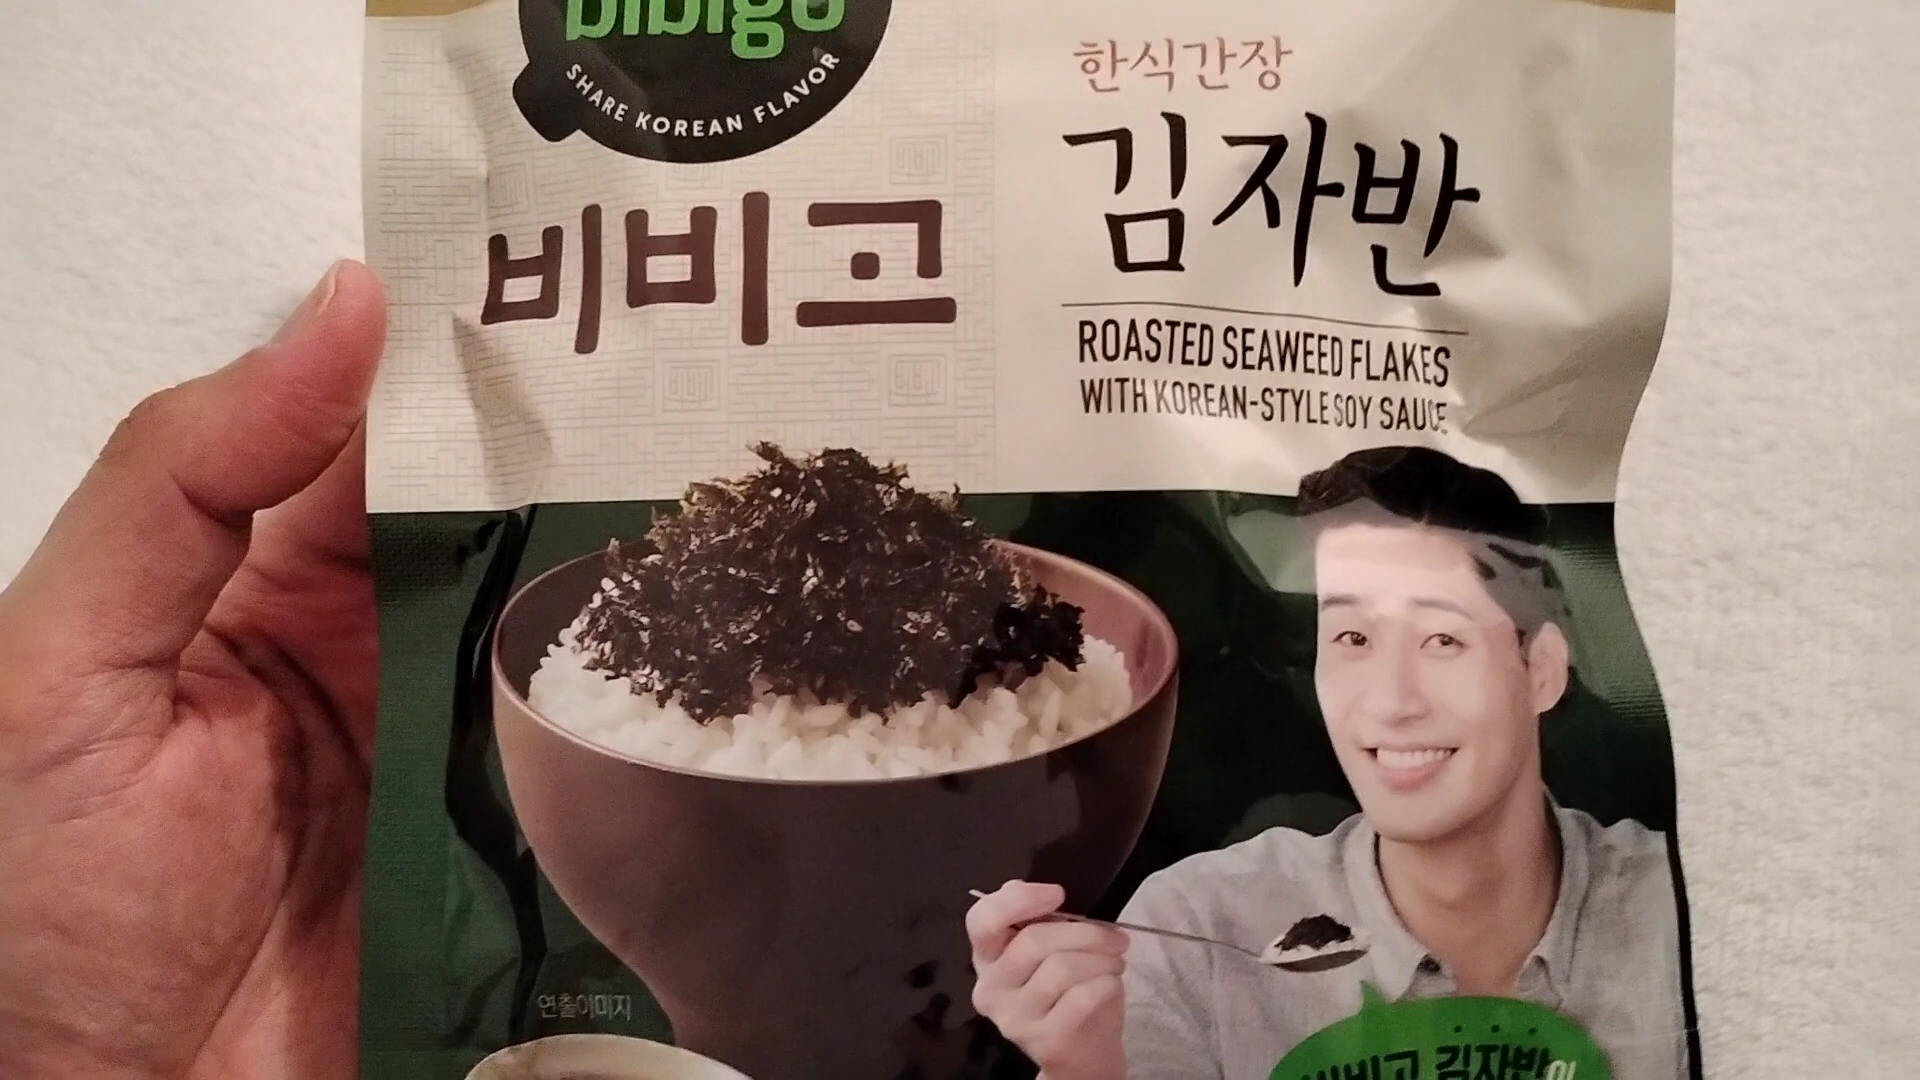 bibigo
SHARE KOREAN FLAVOR
비비고
한식간장
김자반
ROASTED SEAWEED FLAKES
WITH KOREAN-STYLE SOY SAUCE
연출이미지
비비고 김자반이